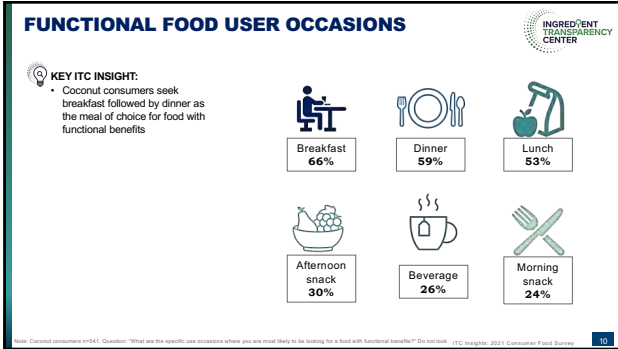 FUNCTIONAL FOOD USER OCCASIONS
INGREDIENT
TRANSPARENCY
CENTER
KEY ITC INSIGHT:
• Coconut consumers seek
breakfast followed by dinner as
the meal of choice for food with
functional benefits
Breakfast
66%
Dinner
59%
Lunch
53%
Afternoon
snack
30%
Beverage
26%
Morning
snack
24%
Note: Coconut consumers n=541. Question: "What are the specific use occasions where you are most likely to be looking for a food with functional benefits?" Do not look
ITC Insights: 2021 Consumer Food Survey
10